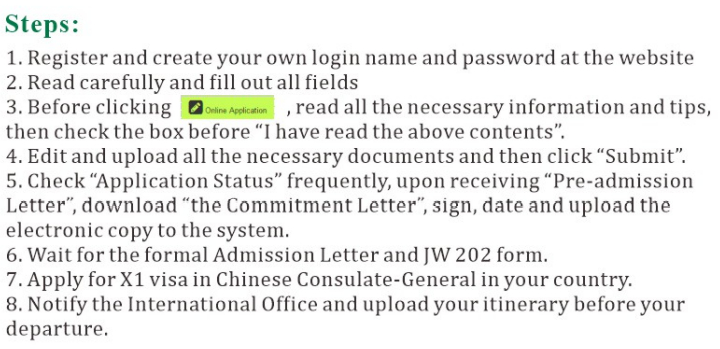 Steps:
1. Register and create your own login name and password at the website
2. Read carefully and fill out all fields
3. Before clicking Online Application , read all the necessary information and tips,
then check the box before “I have read the above contents”.
4. Edit and upload all the necessary documents and then click “Submit”.
5. Check “Application Status” frequently, upon receiving “Pre-admission
Letter”, download “the Commitment Letter”, sign, date and upload the
electronic copy to the system.
6. Wait for the formal Admission Letter and JW 202 form.
7. Apply for X1 visa in Chinese Consulate-General in your country.
8. Notify the International Office and upload your itinerary before your
departure.